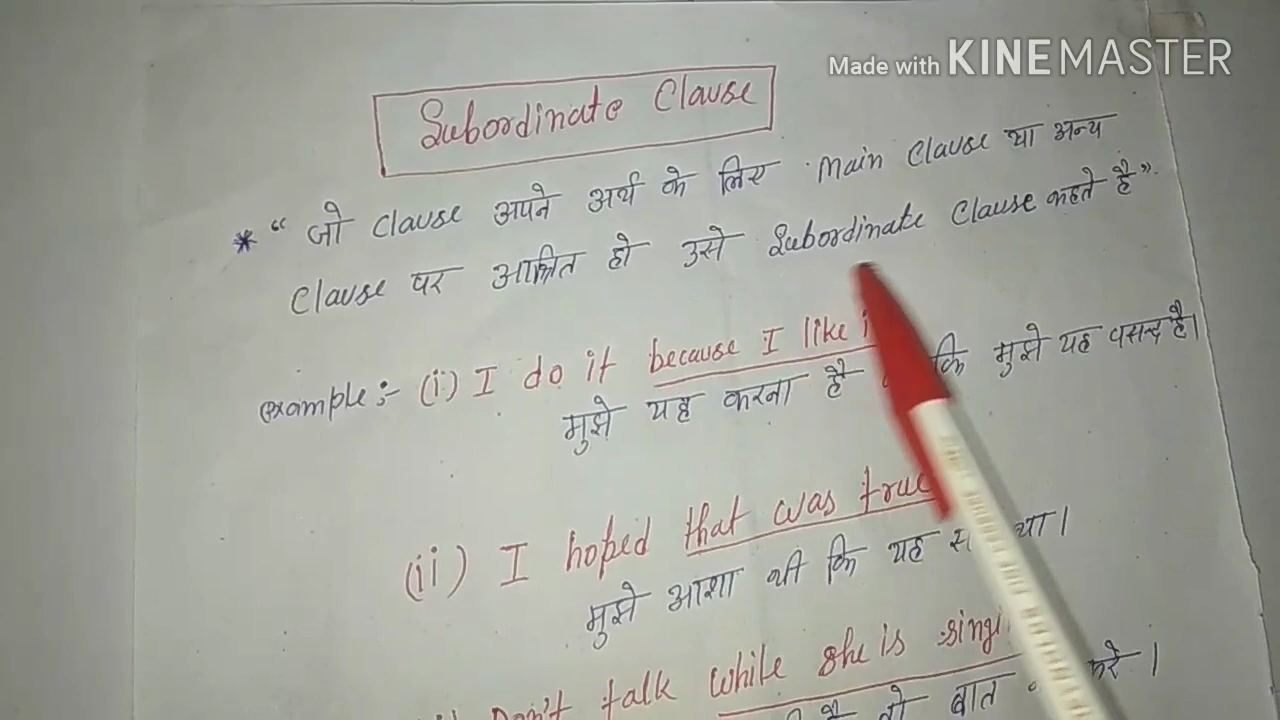 Made with KINEMASTER
Subordinate Clause
* “ जो clause अपने अर्थ के लिए main clause या अन्य
clause पर आश्रित हो उसे Subordinate clause कहते है”
example :- (i) I do it because I like
मुझे यह करना है कि मुझे यह पसन्द है।
(ii) I hoped that was true
मुझे आशा थी कि यह था।
Don't talk while she is
तो बात करे ।